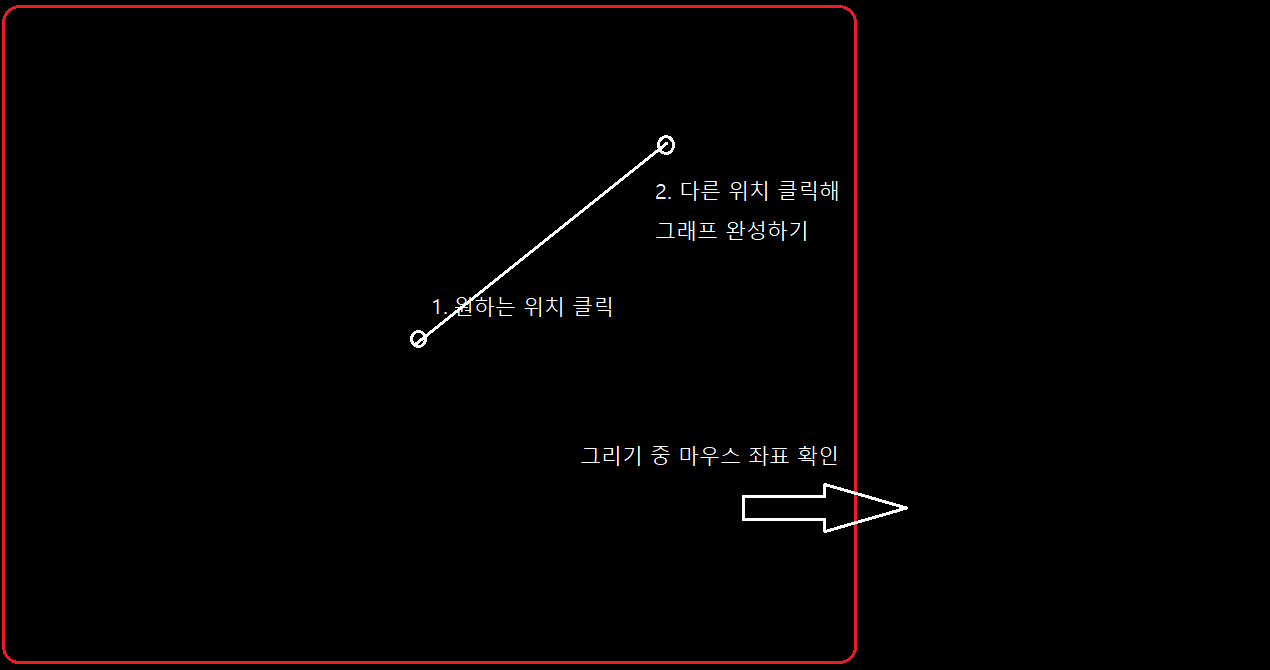 2. 다른 위치 클릭해
그래프 완성하기
1. 원하는 위치 클릭
그리기 중 마우스 좌표 확인